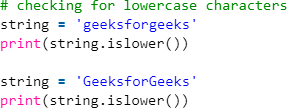 # checking for lowercase characters
string = 'geeksforgeeks'
print(string.islower())
string = 'GeeksforGeeks'
print(string.islower())